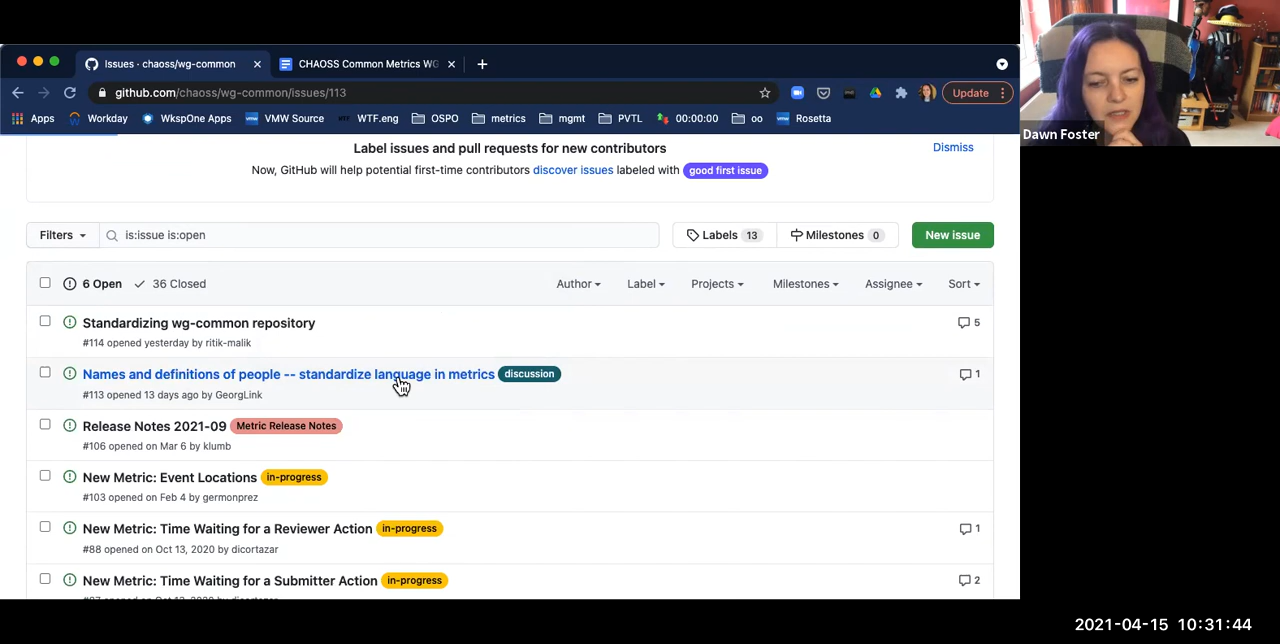 Issues · chaoss/wg-common
CHAOSS Common Metrics WG
github.com/chaoss/wg-common/issues/113
Update
Apps
Workday
WkspOne Apps
VMW Source
WTF.eng
OSPO
metrics
mgmt
PVTL
00:00:00
oo
Rosetta
Dawn Foster
Label issues and pull requests for new contributors
Dismiss
Now, GitHub will help potential first-time contributors discover issues labeled with good first issue
Filters
is:issue is:open
Labels 13
Milestones 0
New issue
6 Open
36 Closed
Author
Label
Projects
Milestones
Assignee
Sort
Standardizing wg-common repository
5
#114 opened yesterday by ritik-malik
Names and definitions of people -- standardize language in metrics discussion
1
#113 opened 13 days ago by GeorgLink
Release Notes 2021-09 Metric Release Notes
#106 opened on Mar 6 by klumb
New Metric: Event Locations in-progress
#103 opened on Feb 4 by germonprez
New Metric: Time Waiting for a Reviewer Action in-progress
1
#88 opened on Oct 13, 2020 by dicortazar
New Metric: Time Waiting for a Submitter Action in-progress
2
2021-04-15 10:31:44